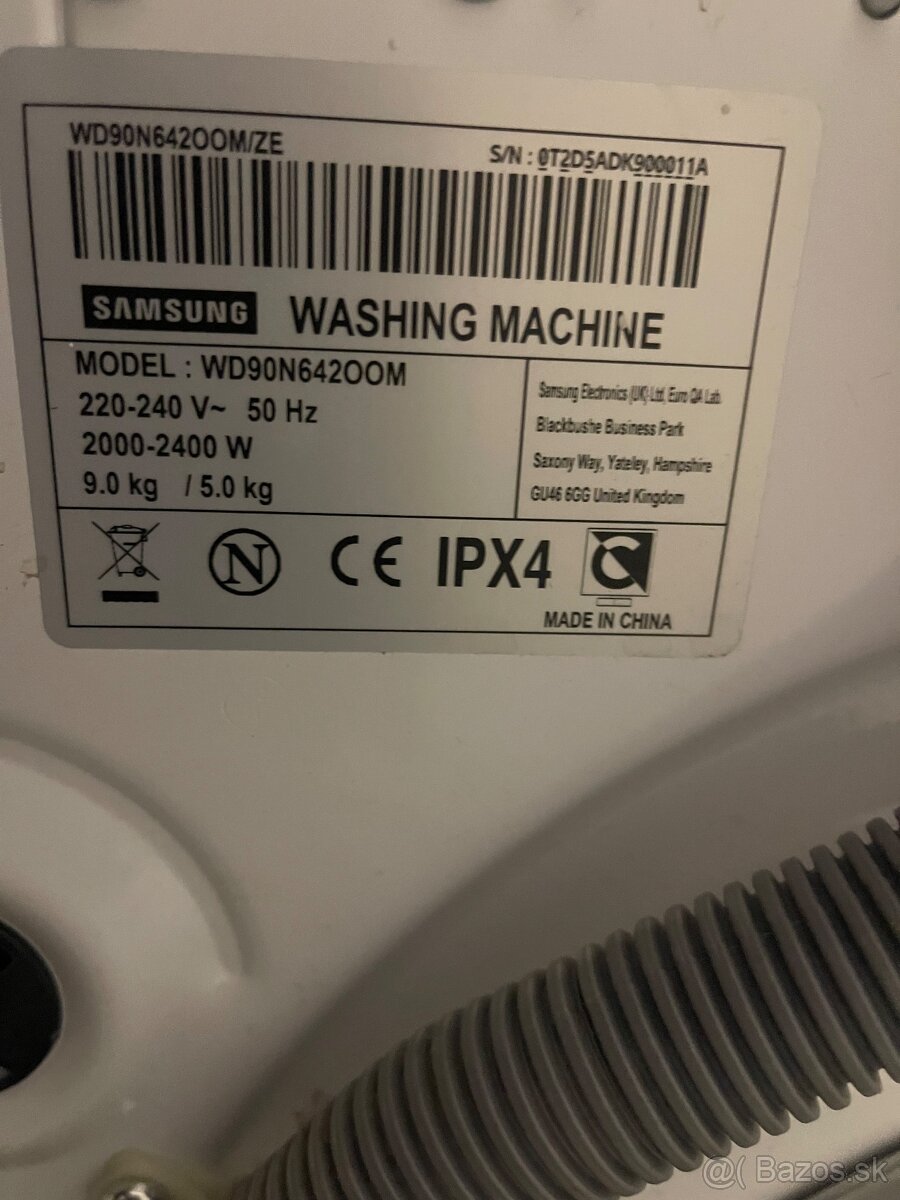 WD90N642OOM/ZE
S/N : 0T2D5ADK900011A
SAMSUNG WASHING MACHINE
MODEL : WD90N642OOM
220-240 V~ 50 Hz
2000-2400 W
9.0 kg / 5.0 kg
Samsung Electronics (UK) Ltd, Euro QA Lab.
Blackbushe Business Park
Saxony Way, Yateley, Hampshire
GU46 6GG United Kingdom
N CE IPX4
MADE IN CHINA
@( Bazos.sk